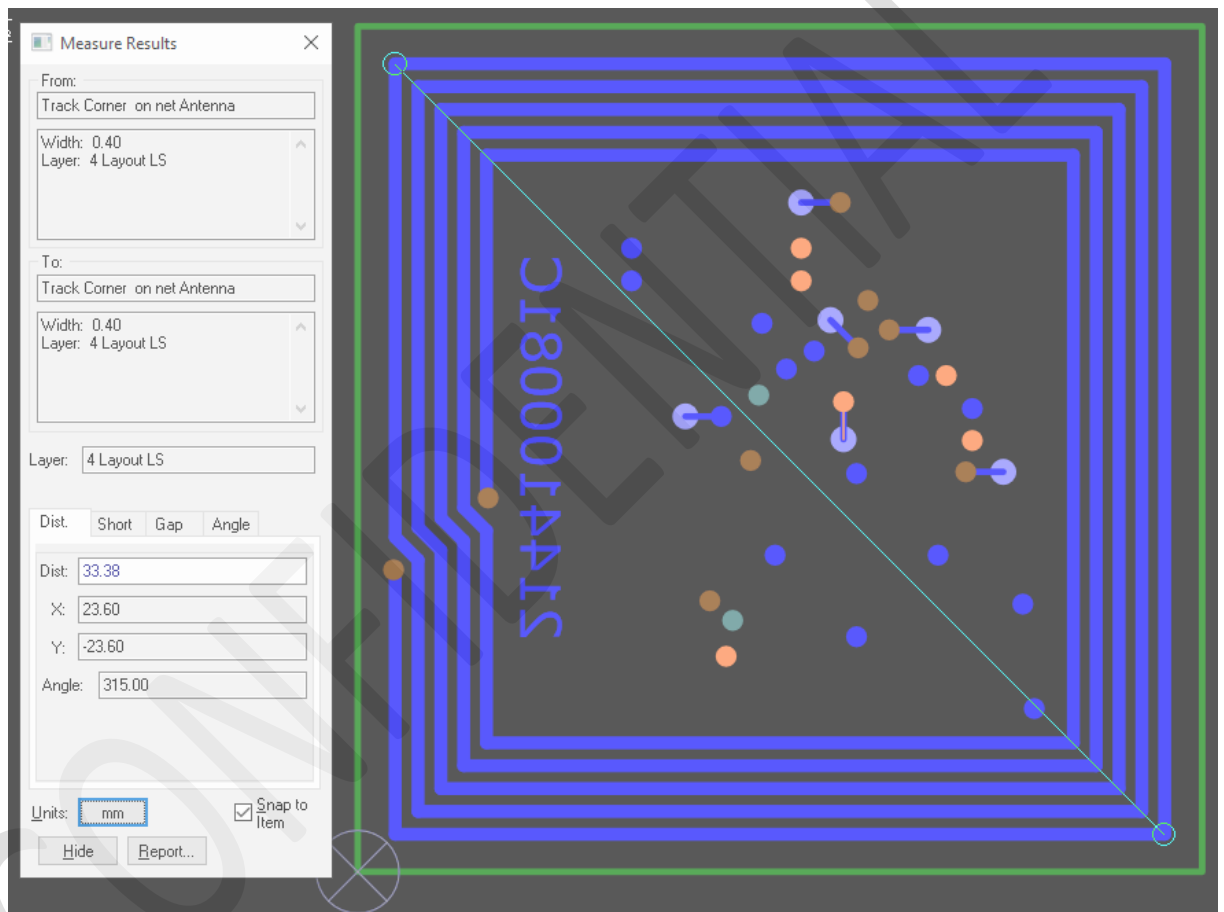 Measure Results
From:
Track Corner on net Antenna
Width: 0.40
Layer: 4 Layout LS
To:
Track Corner on net Antenna
Width: 0.40
Layer: 4 Layout LS
Layer: 4 Layout LS
Dist. Short Gap Angle
Dist: 33.38
X: 23.60
Y: -23.60
Angle: 315.00
Units: mm
Snap to Item
Hide Report...
C1800014412
CONFIDENTIAL